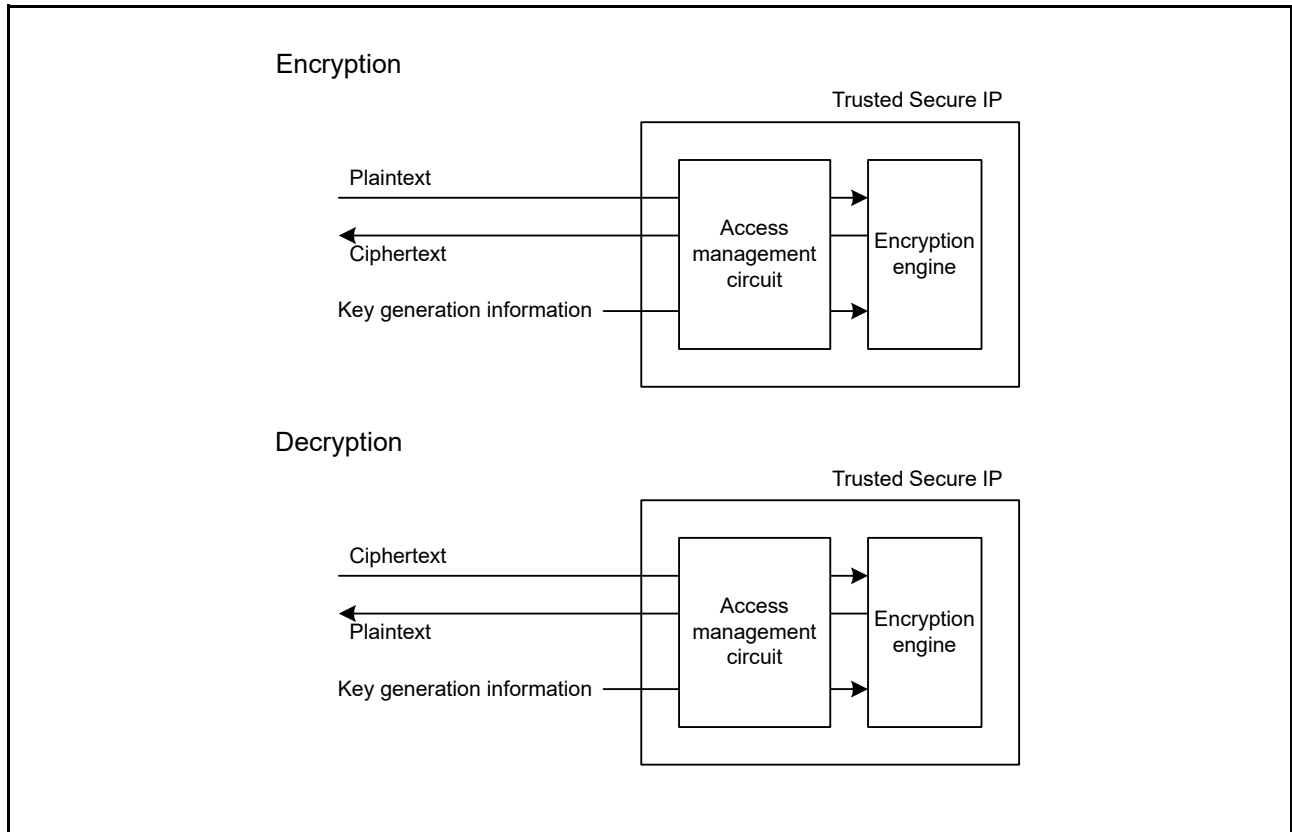 Encryption
Trusted Secure IP
Plaintext
Ciphertext
Key generation information
Access
management
circuit
Encryption
engine
Decryption
Trusted Secure IP
Ciphertext
Plaintext
Key generation information
Access
management
circuit
Encryption
engine